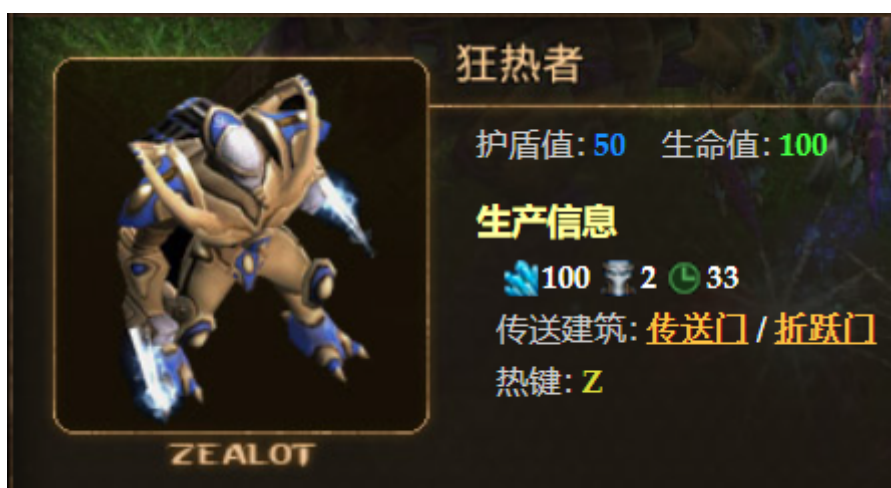 狂热者
护盾值: 50 生命值: 100
生产信息
100 2 33
传送建筑: 传送门 / 折跃门
热键: Z
ZEALOT